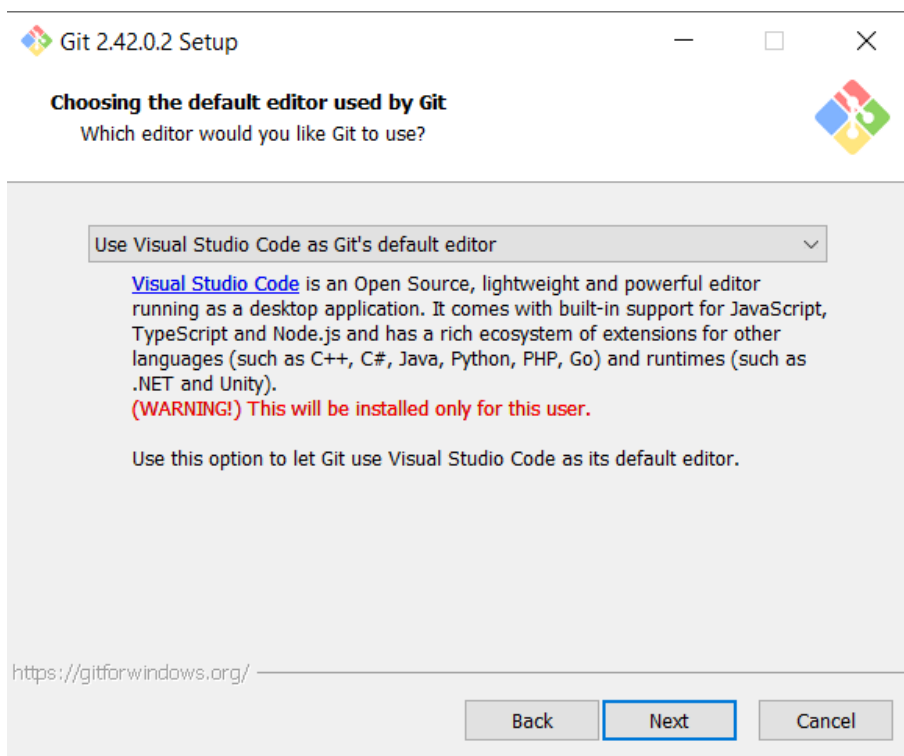 Git 2.42.0.2 Setup
Choosing the default editor used by Git
Which editor would you like Git to use?
Use Visual Studio Code as Git's default editor
Visual Studio Code is an Open Source, lightweight and powerful editor
running as a desktop application. It comes with built-in support for JavaScript,
TypeScript and Node.js and has a rich ecosystem of extensions for other
languages (such as C++, C#, Java, Python, PHP, Go) and runtimes (such as
.NET and Unity).
(WARNING!) This will be installed only for this user.
Use this option to let Git use Visual Studio Code as its default editor.
https://gitforwindows.org/
Back Next Cancel